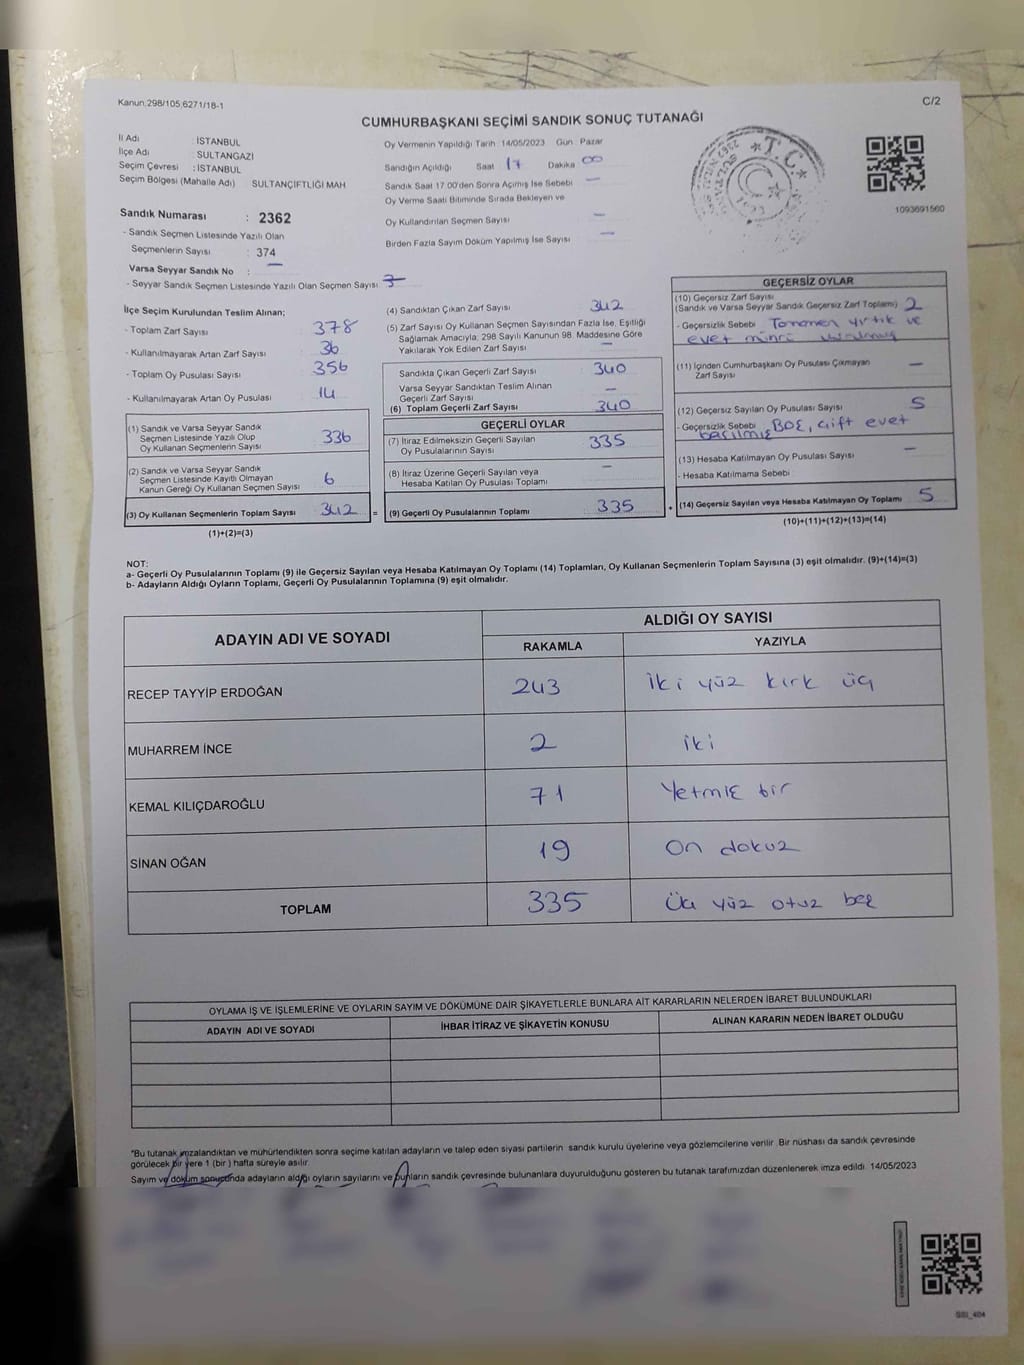 Kanun:298/105;6271/18-1
C/2
CUMHURBAŞKANI SEÇİMİ SANDIK SONUÇ TUTANAĞI
İl Adı : İSTANBUL
İlçe Adı : SULTANGAZİ
Seçim Çevresi : İSTANBUL
Seçim Bölgesi (Mahalle Adı) SULTANÇİFTLİĞİ MAH
Sandık Numarası : 2362
- Sandık Seçmen Listesinde Yazılı Olan
Seçmenlerin Sayısı : 374
Varsa Seyyar Sandık No : —
- Seyyar Sandık Seçmen Listesinde Yazılı Olan Seçmen Sayısı :
Oy Vermenin Yapıldığı Tarih 14/05/2023 Gün : Pazar
Sandığın Açıldığı Saat 17 Dakika 00
Sandık Saat 17.00'den Sonra Açılmış İse Sebebi —
Oy Verme Saati Bitiminde Sırada Bekleyen ve
Oy Kullandırılan Seçmen Sayısı —
Birden Fazla Sayım Döküm Yapılmış İse Sayısı —
T.C.
1093691560
İlçe Seçim Kurulundan Teslim Alınan;
- Toplam Zarf Sayısı 378
- Kullanılmayarak Artan Zarf Sayısı 36
- Toplam Oy Pusulası Sayısı 356
- Kullanılmayarak Artan Oy Pusulası 14
(1) Sandık ve Varsa Seyyar Sandık
Seçmen Listesinde Yazılı Olup
Oy Kullanan Seçmenlerin Sayısı 336
(2) Sandık ve Varsa Seyyar Sandık
Seçmen Listesinde Kayıtlı Olmayan
Kanun Gereği Oy Kullanan Seçmen Sayısı 6
(3) Oy Kullanan Seçmenlerin Toplam Sayısı 342 =
(1)+(2)=(3)
(4) Sandıktan Çıkan Zarf Sayısı 342
(5) Zarf Sayısı Oy Kullanan Seçmen Sayısından Fazla İse, Eşitliği
Sağlamak Amacıyla, 298 Sayılı Kanunun 98. Maddesine Göre
Yakılarak Yok Edilen Zarf Sayısı —
Sandıkta Çıkan Geçerli Zarf Sayısı 340
Varsa Seyyar Sandıktan Teslim Alınan
Geçerli Zarf Sayısı —
(6) Toplam Geçerli Zarf Sayısı 340
GEÇERLİ OYLAR
(7) İtiraz Edilmeksizin Geçerli Sayılan
Oy Pusulalarının Sayısı 335
(8) İtiraz Üzerine Geçerli Sayılan veya
Hesaba Katılan Oy Pusulası Toplamı —
(9) Geçerli Oy Pusulalarının Toplamı 335 +
GEÇERSİZ OYLAR
(10) Geçersiz Zarf Sayısı
(Sandık ve Varsa Seyyar Sandık Geçersiz Zarf Toplamı) 2
- Geçersizlik Sebebi Tamamen yırtık ve
evet mührü
(11) İçinden Cumhurbaşkanı Oy Pusulası Çıkmayan
Zarf Sayısı —
(12) Geçersiz Sayılan Oy Pusulası Sayısı 5
- Geçersizlik Sebebi Boş, çift evet
basılmış
(13) Hesaba Katılmayan Oy Pusulası Sayısı —
- Hesaba Katılmama Sebebi
(14) Geçersiz Sayılan veya Hesaba Katılmayan Oy Toplamı 5
(10)+(11)+(12)+(13)=(14)
NOT:
a- Geçerli Oy Pusulalarının Toplamı (9) ile Geçersiz Sayılan veya Hesaba Katılmayan Oy Toplamı (14) Toplamları, Oy Kullanan Seçmenlerin Toplam Sayısına (3) eşit olmalıdır. (9)+(14)=(3)
b- Adayların Aldığı Oyların Toplamı, Geçerli Oy Pusulalarının Toplamına (9) eşit olmalıdır.
ADAYIN ADI VE SOYADI
ALDIĞI OY SAYISI
RAKAMLA YAZIYLA
RECEP TAYYİP ERDOĞAN 243 iki yüz kırk üç
MUHARREM İNCE 2 iki
KEMAL KILIÇDAROĞLU 71 Yetmiş bir
SİNAN OĞAN 19 On dokuz
TOPLAM 335 Üç yüz otuz beş
OYLAMA İŞ VE İŞLEMLERİNE VE OYLARIN SAYIM VE DÖKÜMÜNE DAİR ŞİKAYETLERLE BUNLARA AİT KARARLARIN NELERDEN İBARET BULUNDUKLARI
ADAYIN ADI VE SOYADI İHBAR İTİRAZ VE ŞİKAYETİN KONUSU ALINAN KARARIN NEDEN İBARET OLDUĞU
*Bu tutanak imzalandıktan ve mühürlendikten sonra seçime katılan adayların ve talep eden siyasi partilerin sandık kurulu üyelerine veya gözlemcilerine verilir. Bir nüshası da sandık çevresinde
görülecek bir yere 1 (bir) hafta süreyle asılır.
Sayım ve döküm sonucunda adayların aldığı oyların sayılarını ve bunların sandık çevresinde bulunanlara duyurulduğunu gösteren bu tutanak tarafımızdan düzenlenerek imza edildi. 14/05/2023